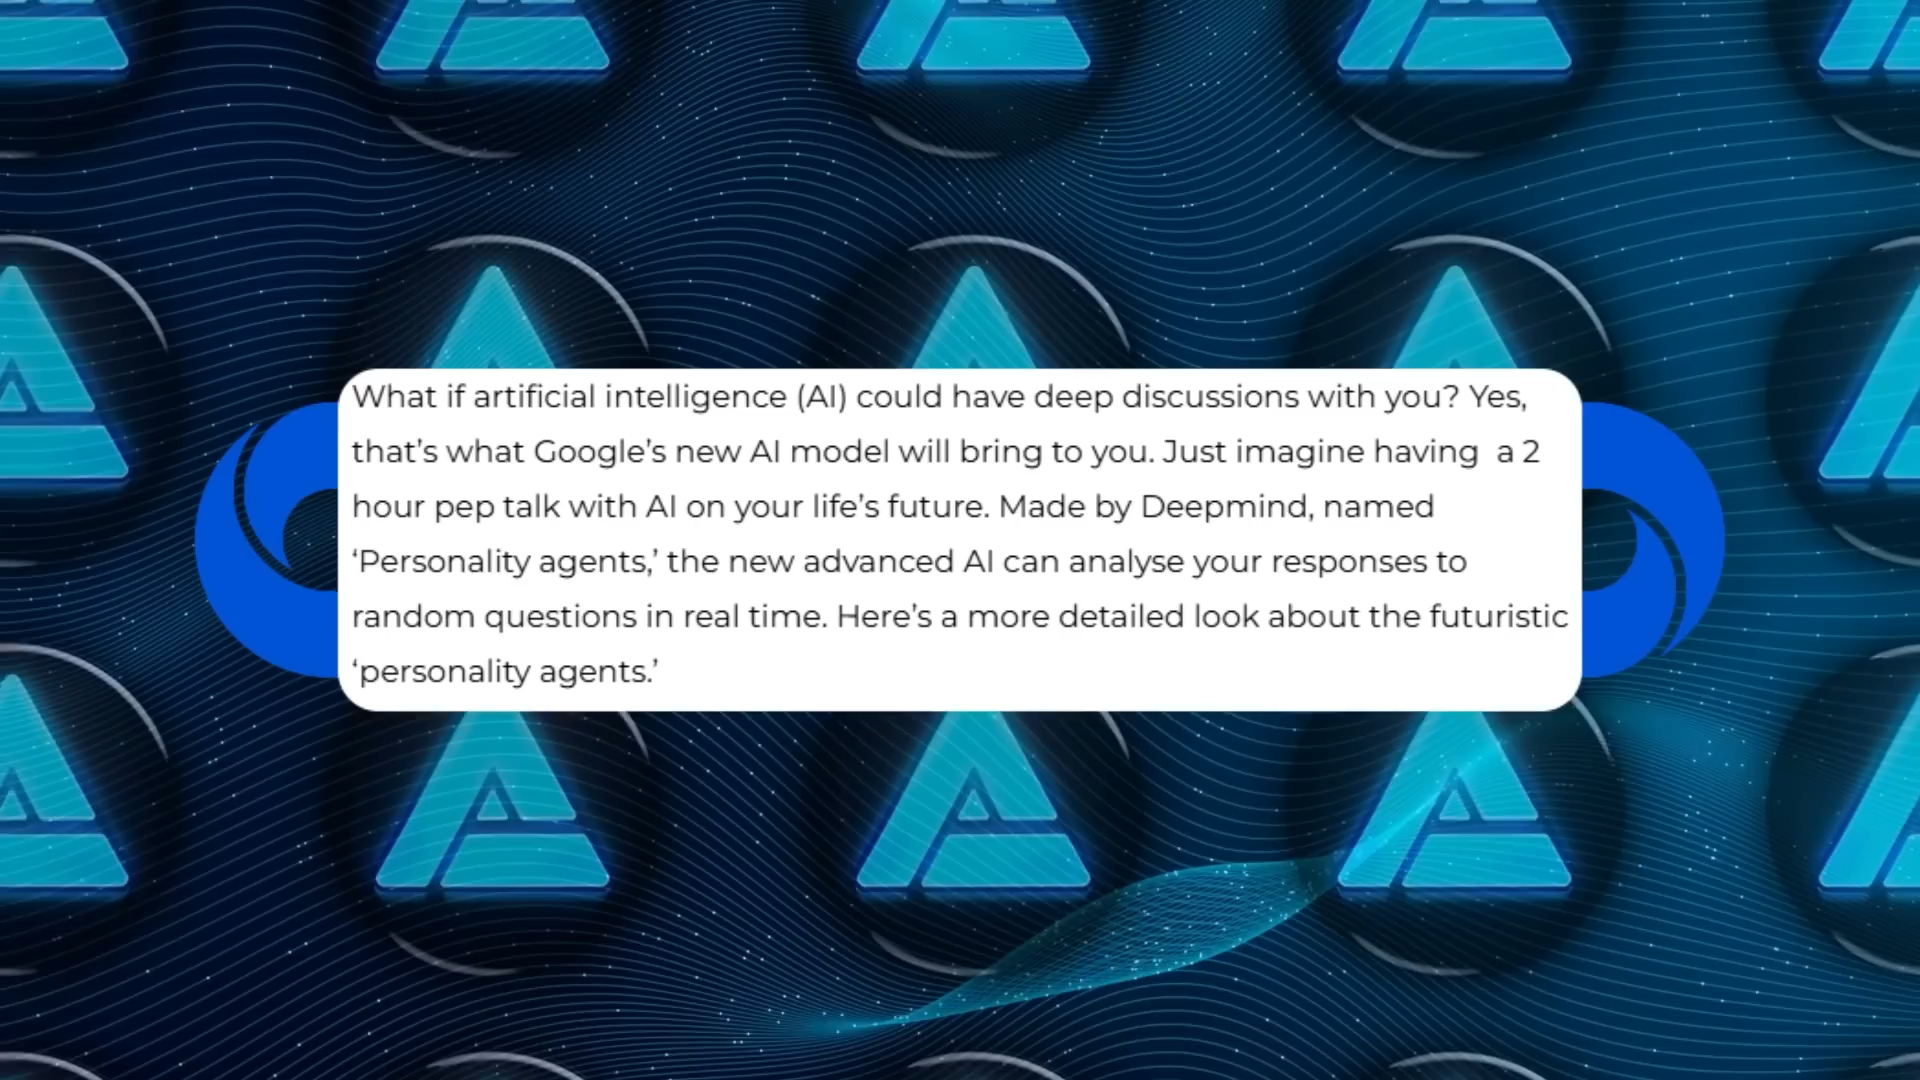 What if artificial intelligence (AI) could have deep discussions with you? Yes,
that’s what Google’s new AI model will bring to you. Just imagine having  a 2
hour pep talk with AI on your life’s future. Made by Deepmind, named
‘Personality agents,’ the new advanced AI can analyse your responses to
random questions in real time. Here’s a more detailed look about the futuristic
‘personality agents.’